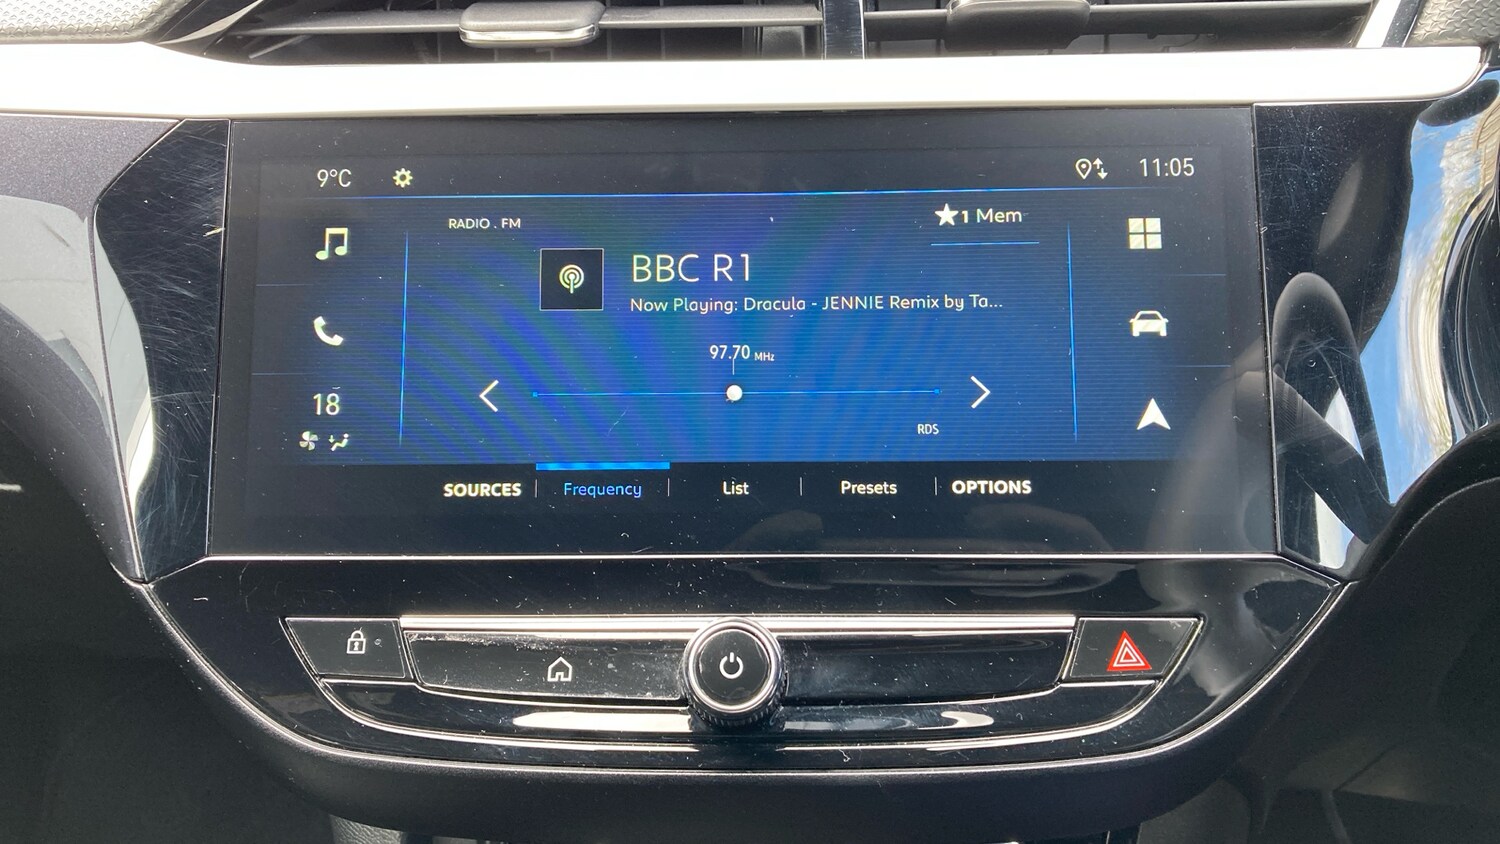 9°C 11:05
RADIO . FM
★1 Mem
BBC R1
Now Playing: Dracula - JENNIE Remix by Ta...
97.70 MHz
18
RDS
SOURCES | Frequency | List | Presets | OPTIONS